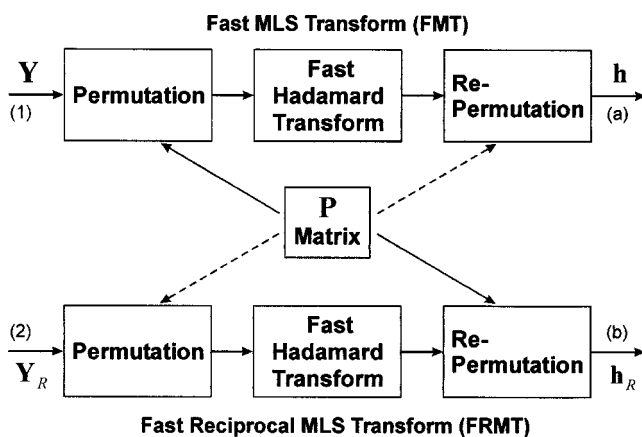 Fast MLS Transform (FMT)
Y
(1)
Permutation
Fast
Hadamard
Transform
Re-
Permutation
h
(a)
P
Matrix
(2)
Y_R
Permutation
Fast
Hadamard
Transform
Re-
Permutation
(b)
h_R
Fast Reciprocal MLS Transform (FRMT)